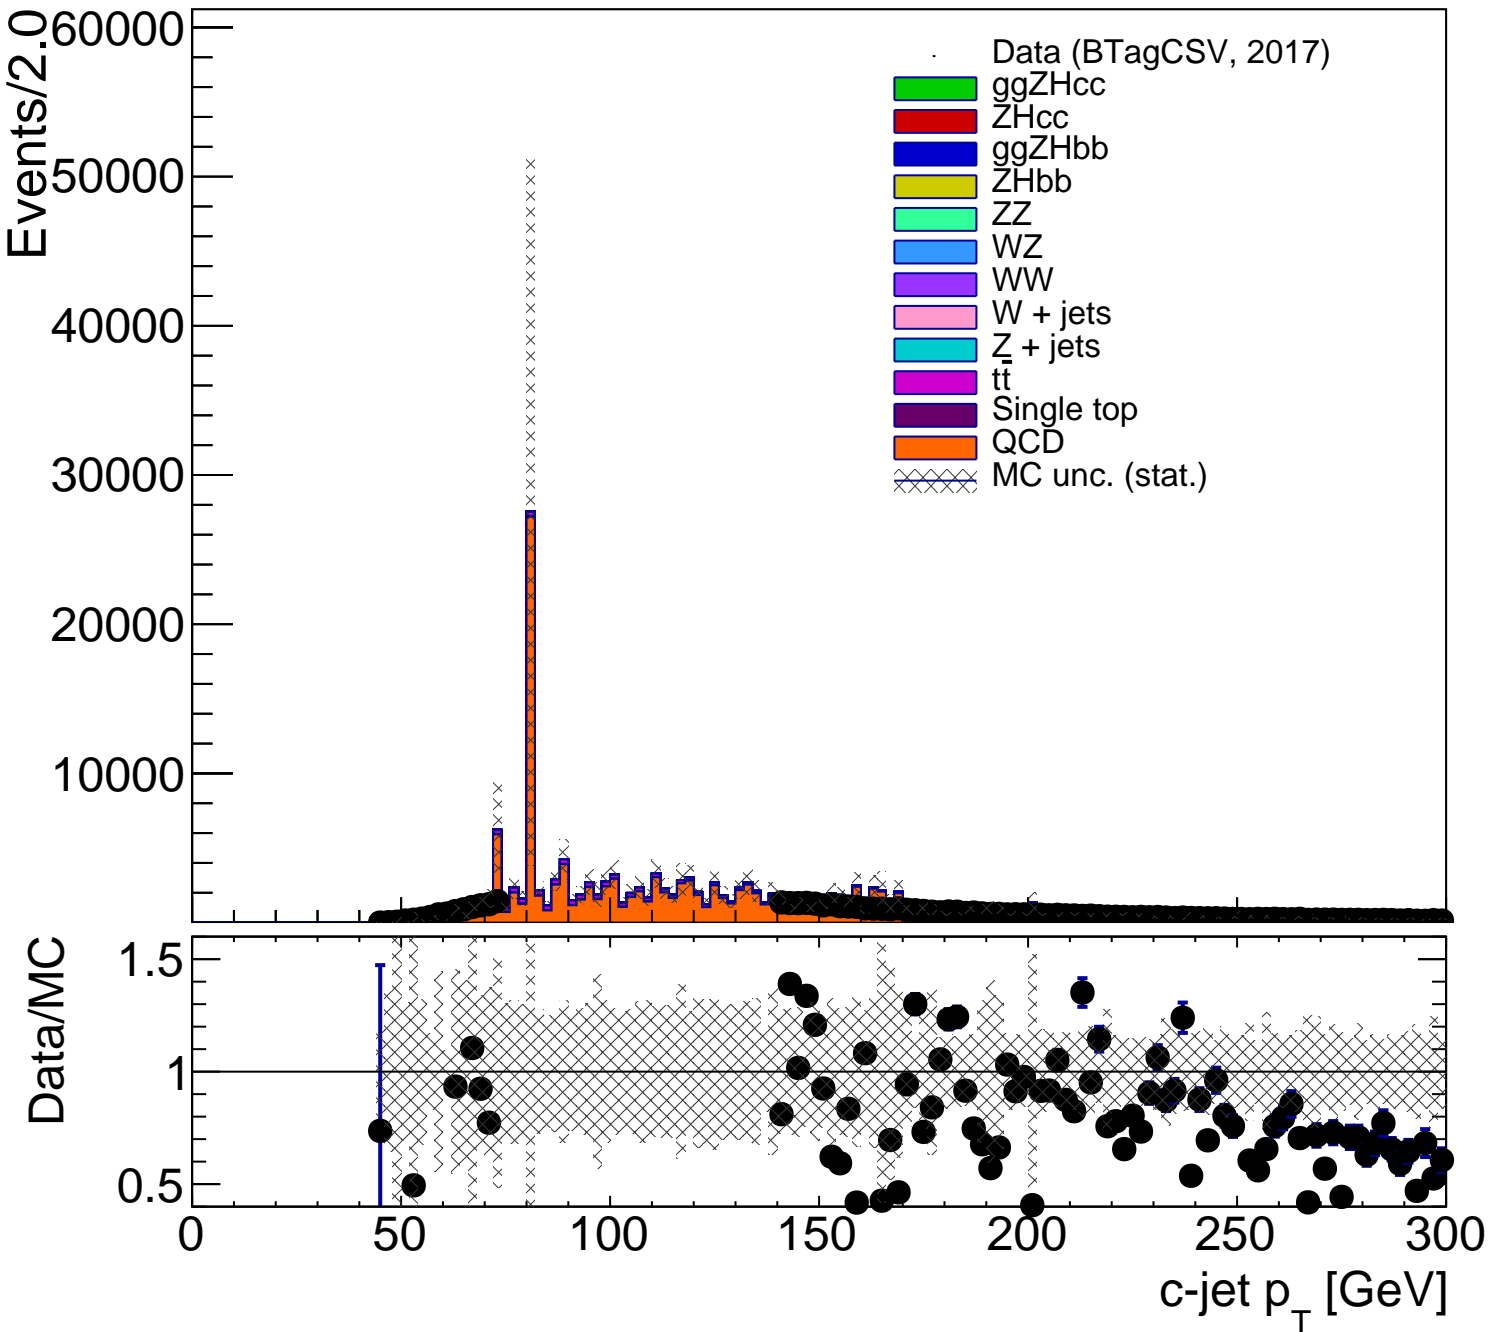 Events/2.0
60000
50000
40000
30000
20000
10000
Data (BTagCSV, 2017)
ggZHcc
ZHcc
ggZHbb
ZHbb
ZZ
WZ
WW
W + jets
Z + jets
tt̄
Single top
QCD
MC unc. (stat.)
Data/MC
1.5
1
0.5
0 50 100 150 200 250 300
c-jet p_T [GeV]